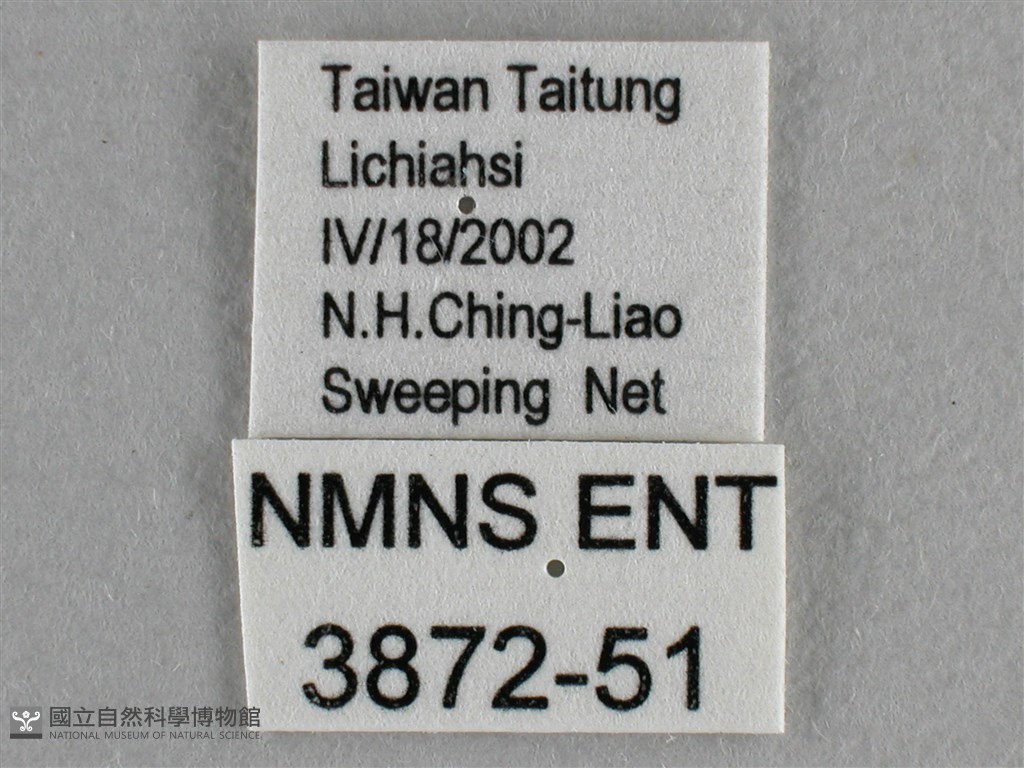 Taiwan Taitung
Lichiahsi
IV/18/2002
N.H.Ching-Liao
Sweeping Net
NMNS ENT
3872-51
國立自然科學博物館
NATIONAL MUSEUM OF NATURAL SCIENCE